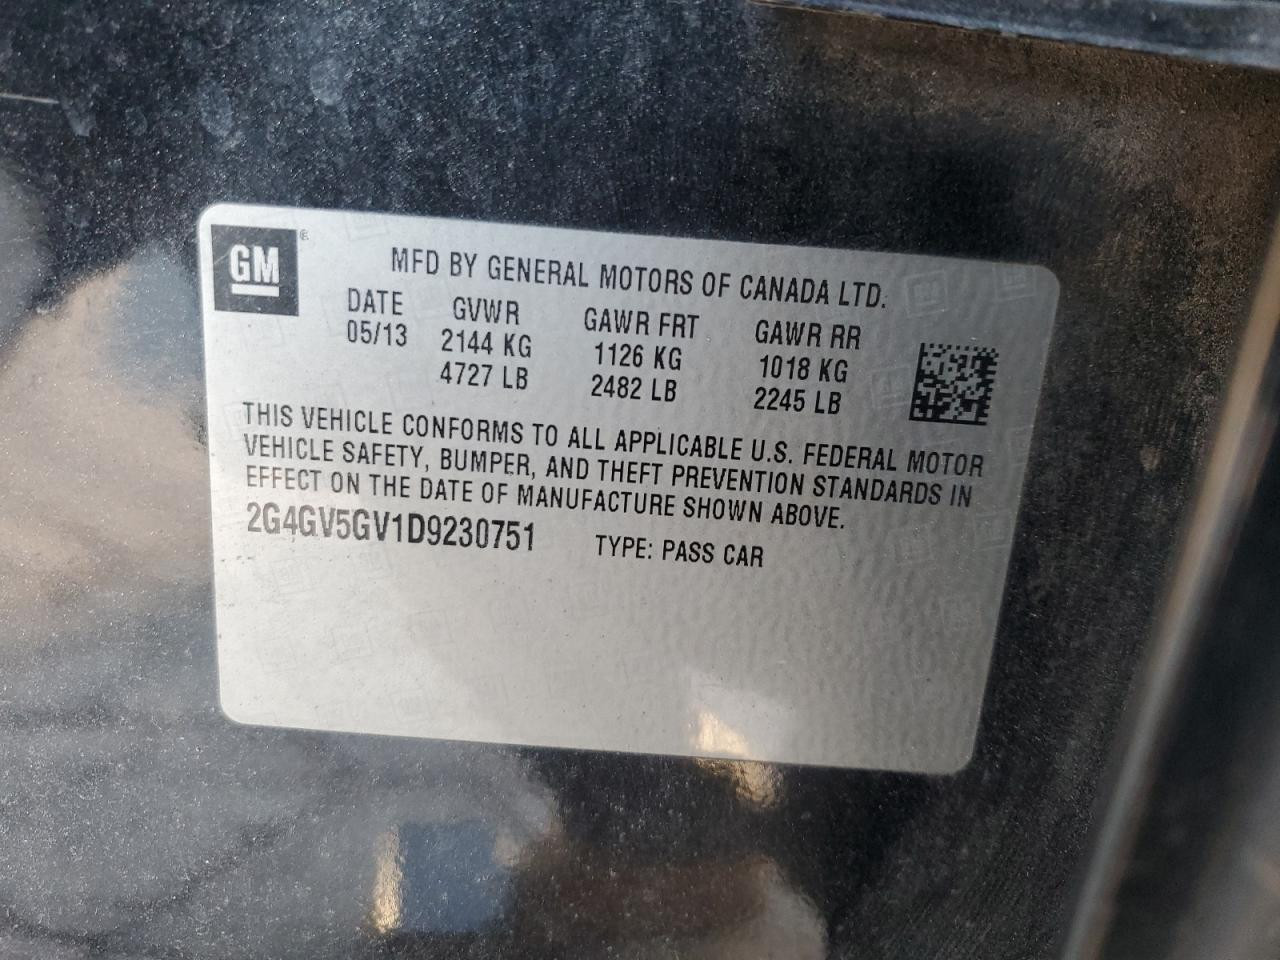 GM ®
MFD BY GENERAL MOTORS OF CANADA LTD.
DATE GVWR GAWR FRT GAWR RR
05/13 2144 KG 1126 KG 1018 KG
4727 LB 2482 LB 2245 LB
THIS VEHICLE CONFORMS TO ALL APPLICABLE U.S. FEDERAL MOTOR
VEHICLE SAFETY, BUMPER, AND THEFT PREVENTION STANDARDS IN
EFFECT ON THE DATE OF MANUFACTURE SHOWN ABOVE.
2G4GV5GV1D9230751 TYPE: PASS CAR